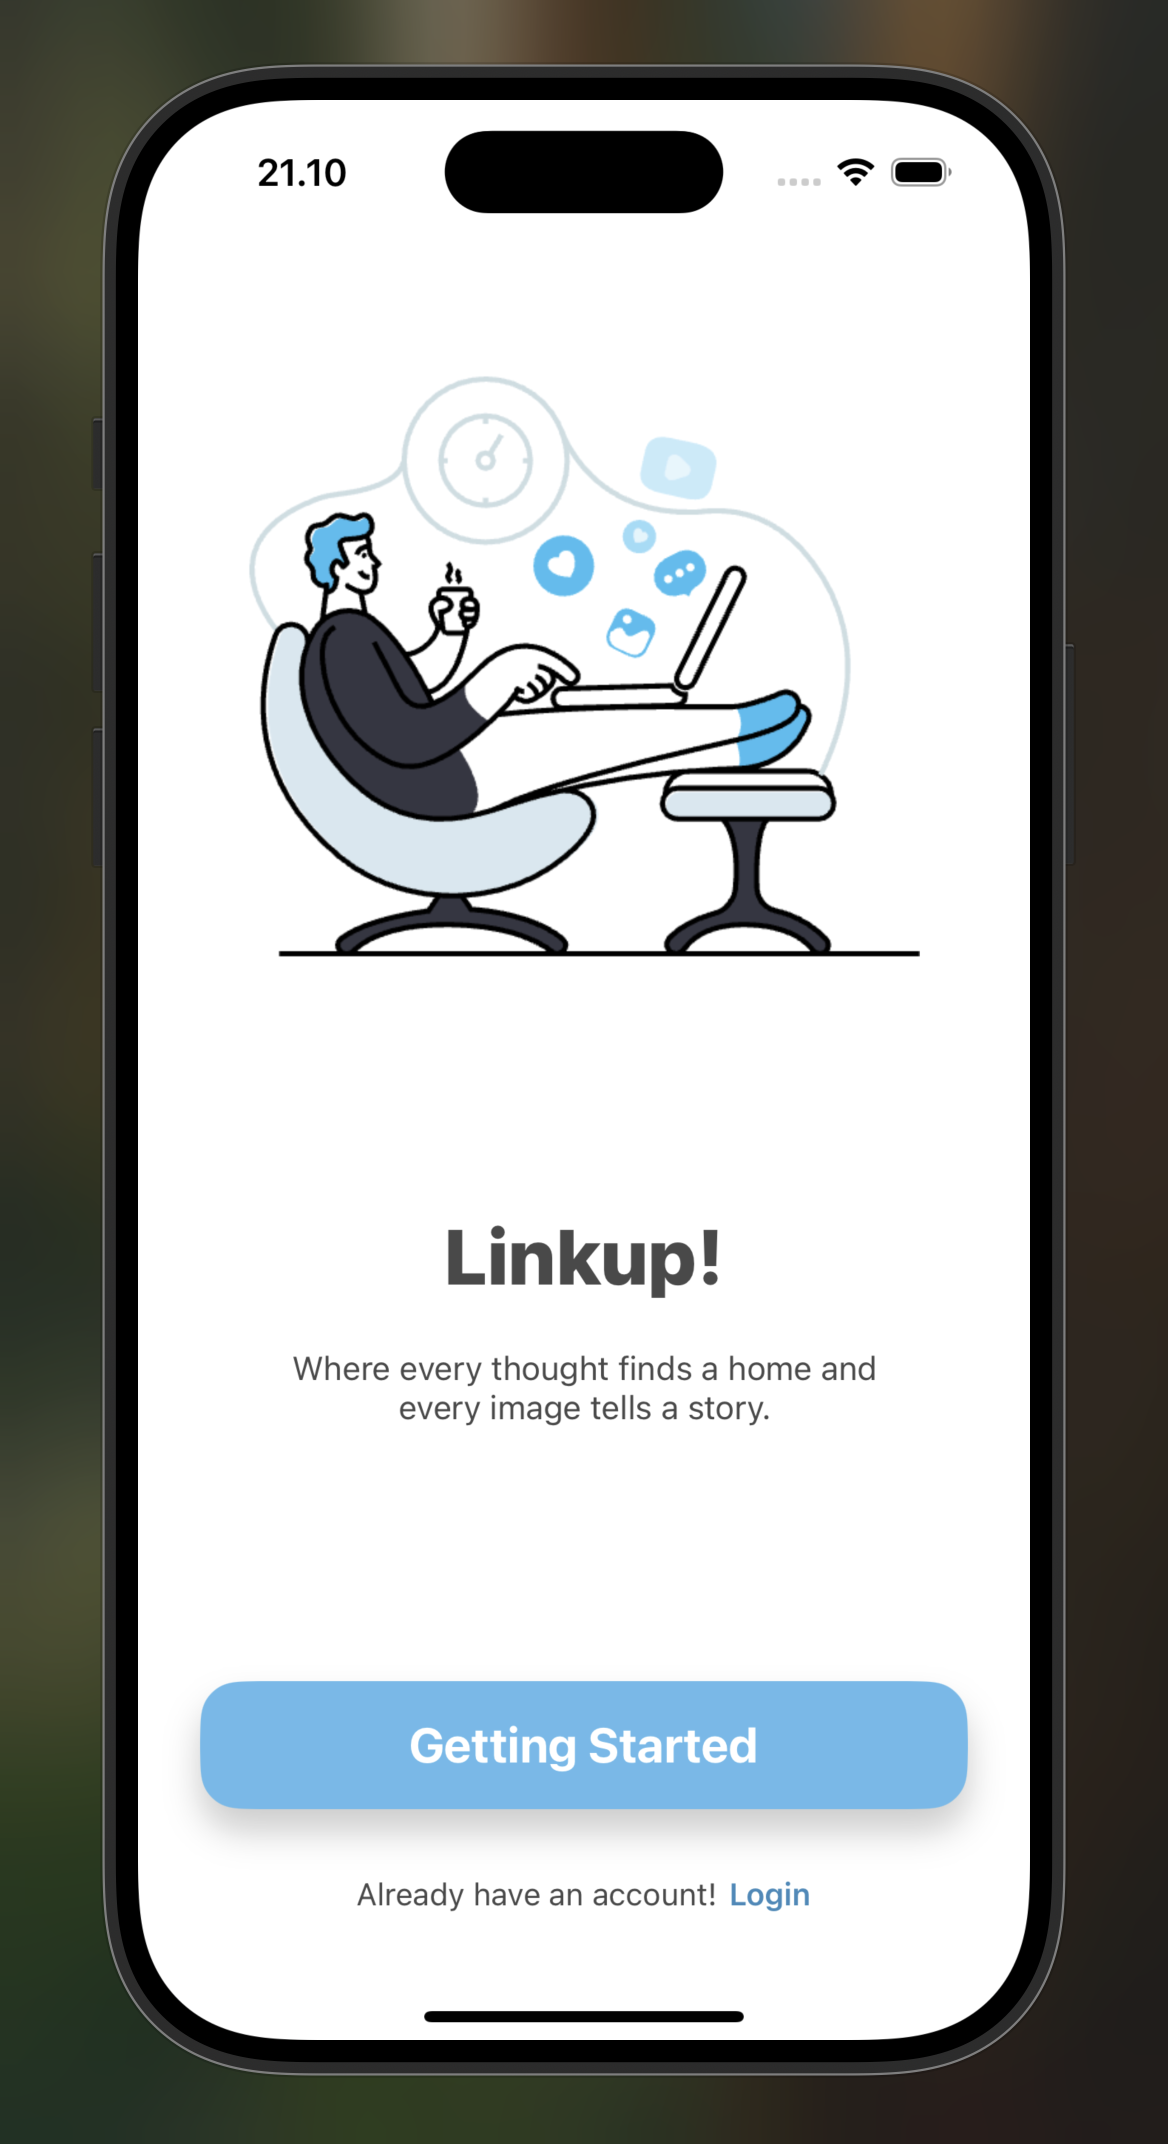 21.10
Linkup!
Where every thought finds a home and
every image tells a story.
Getting Started
Already have an account! Login